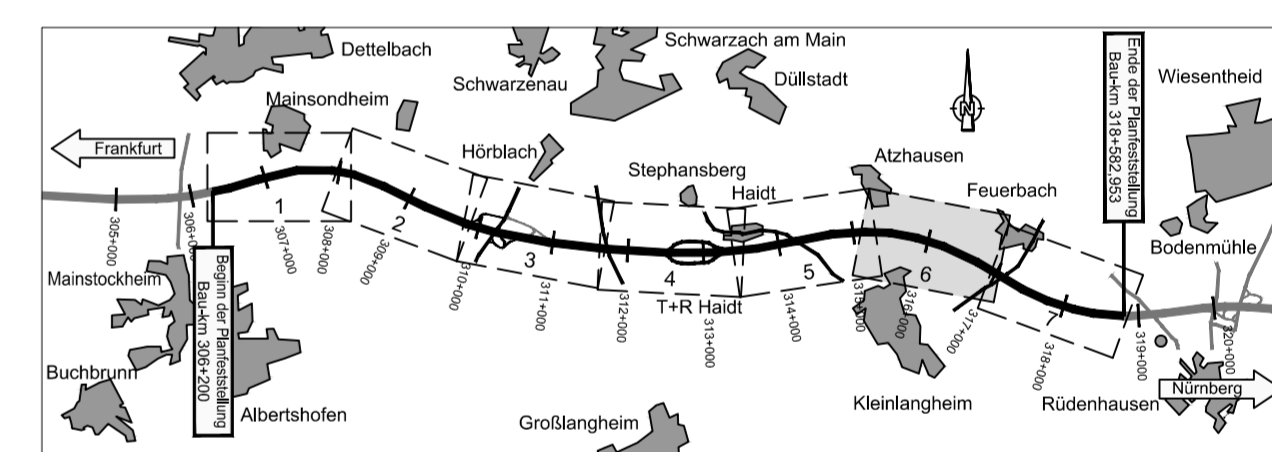 Dettelbach
Schwarzach am Main
Schwarzenau
Düllstadt
Wiesentheid
Mainsondheim
Frankfurt
Hörblach
Stephansberg
Haidt
Atzhausen
Feuerbach
N
Ende der Planfeststellung
Bau-km 318+582,953
Bodenmühle
1
2
3
4
5
6
7
305+000
306+0
307+000
308+000
309+000
310+000
311+000
312+000
313+000
314+000
315+000
316+000
317+000
318+000
319+000
320+000
T+R Haidt
Mainstockheim
Beginn der Planfeststellung
Bau-km 306+200
Buchbrunn
Albertshofen
Großlangheim
Kleinlangheim
Rüdenhausen
Nürnberg